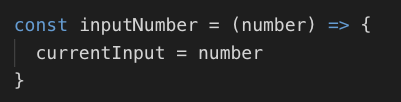 const inputNumber = (number) => {
  currentInput = number
}